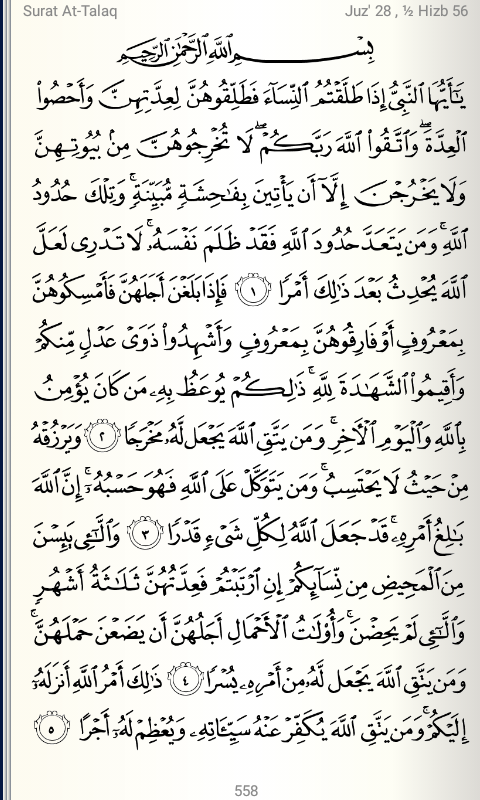 Surat At-Talaq
Juz' 28 , ½ Hizb 56
بِسْمِ ٱللَّهِ ٱلرَّحْمَٰنِ ٱلرَّحِيمِ
يَٰٓأَيُّهَا ٱلنَّبِىُّ إِذَا طَلَّقْتُمُ ٱلنِّسَآءَ فَطَلِّقُوهُنَّ لِعِدَّتِهِنَّ وَأَحْصُوا۟
ٱلْعِدَّةَ ۖ وَٱتَّقُوا۟ ٱللَّهَ رَبَّكُمْ ۖ لَا تُخْرِجُوهُنَّ مِنۢ بُيُوتِهِنَّ
وَلَا يَخْرُجْنَ إِلَّآ أَن يَأْتِينَ بِفَٰحِشَةٍ مُّبَيِّنَةٍ ۚ وَتِلْكَ حُدُودُ
ٱللَّهِ ۚ وَمَن يَتَعَدَّ حُدُودَ ٱللَّهِ فَقَدْ ظَلَمَ نَفْسَهُۥ ۚ لَا تَدْرِى لَعَلَّ
ٱللَّهَ يُحْدِثُ بَعْدَ ذَٰلِكَ أَمْرًا ١ فَإِذَا بَلَغْنَ أَجَلَهُنَّ فَأَمْسِكُوهُنَّ
بِمَعْرُوفٍ أَوْ فَارِقُوهُنَّ بِمَعْرُوفٍ وَأَشْهِدُوا۟ ذَوَىْ عَدْلٍ مِّنكُمْ
وَأَقِيمُوا۟ ٱلشَّهَٰدَةَ لِلَّهِ ۚ ذَٰلِكُمْ يُوعَظُ بِهِۦ مَن كَانَ يُؤْمِنُ
بِٱللَّهِ وَٱلْيَوْمِ ٱلْءَاخِرِ ۚ وَمَن يَتَّقِ ٱللَّهَ يَجْعَل لَّهُۥ مَخْرَجًا ٢ وَيَرْزُقْهُ
مِنْ حَيْثُ لَا يَحْتَسِبُ ۚ وَمَن يَتَوَكَّلْ عَلَى ٱللَّهِ فَهُوَ حَسْبُهُۥٓ ۚ إِنَّ ٱللَّهَ
بَٰلِغُ أَمْرِهِۦ ۚ قَدْ جَعَلَ ٱللَّهُ لِكُلِّ شَىْءٍ قَدْرًا ٣ وَٱلَّٰٓـِٔى يَئِسْنَ
مِنَ ٱلْمَحِيضِ مِن نِّسَآئِكُمْ إِنِ ٱرْتَبْتُمْ فَعِدَّتُهُنَّ ثَلَٰثَةُ أَشْهُرٍ
وَٱلَّٰٓـِٔى لَمْ يَحِضْنَ ۚ وَأُو۟لَٰتُ ٱلْأَحْمَالِ أَجَلُهُنَّ أَن يَضَعْنَ حَمْلَهُنَّ ۚ
وَمَن يَتَّقِ ٱللَّهَ يَجْعَل لَّهُۥ مِنْ أَمْرِهِۦ يُسْرًا ٤ ذَٰلِكَ أَمْرُ ٱللَّهِ أَنزَلَهُۥٓ
إِلَيْكُمْ ۚ وَمَن يَتَّقِ ٱللَّهَ يُكَفِّرْ عَنْهُ سَيِّـَٔاتِهِۦ وَيُعْظِمْ لَهُۥٓ أَجْرًا ٥
558